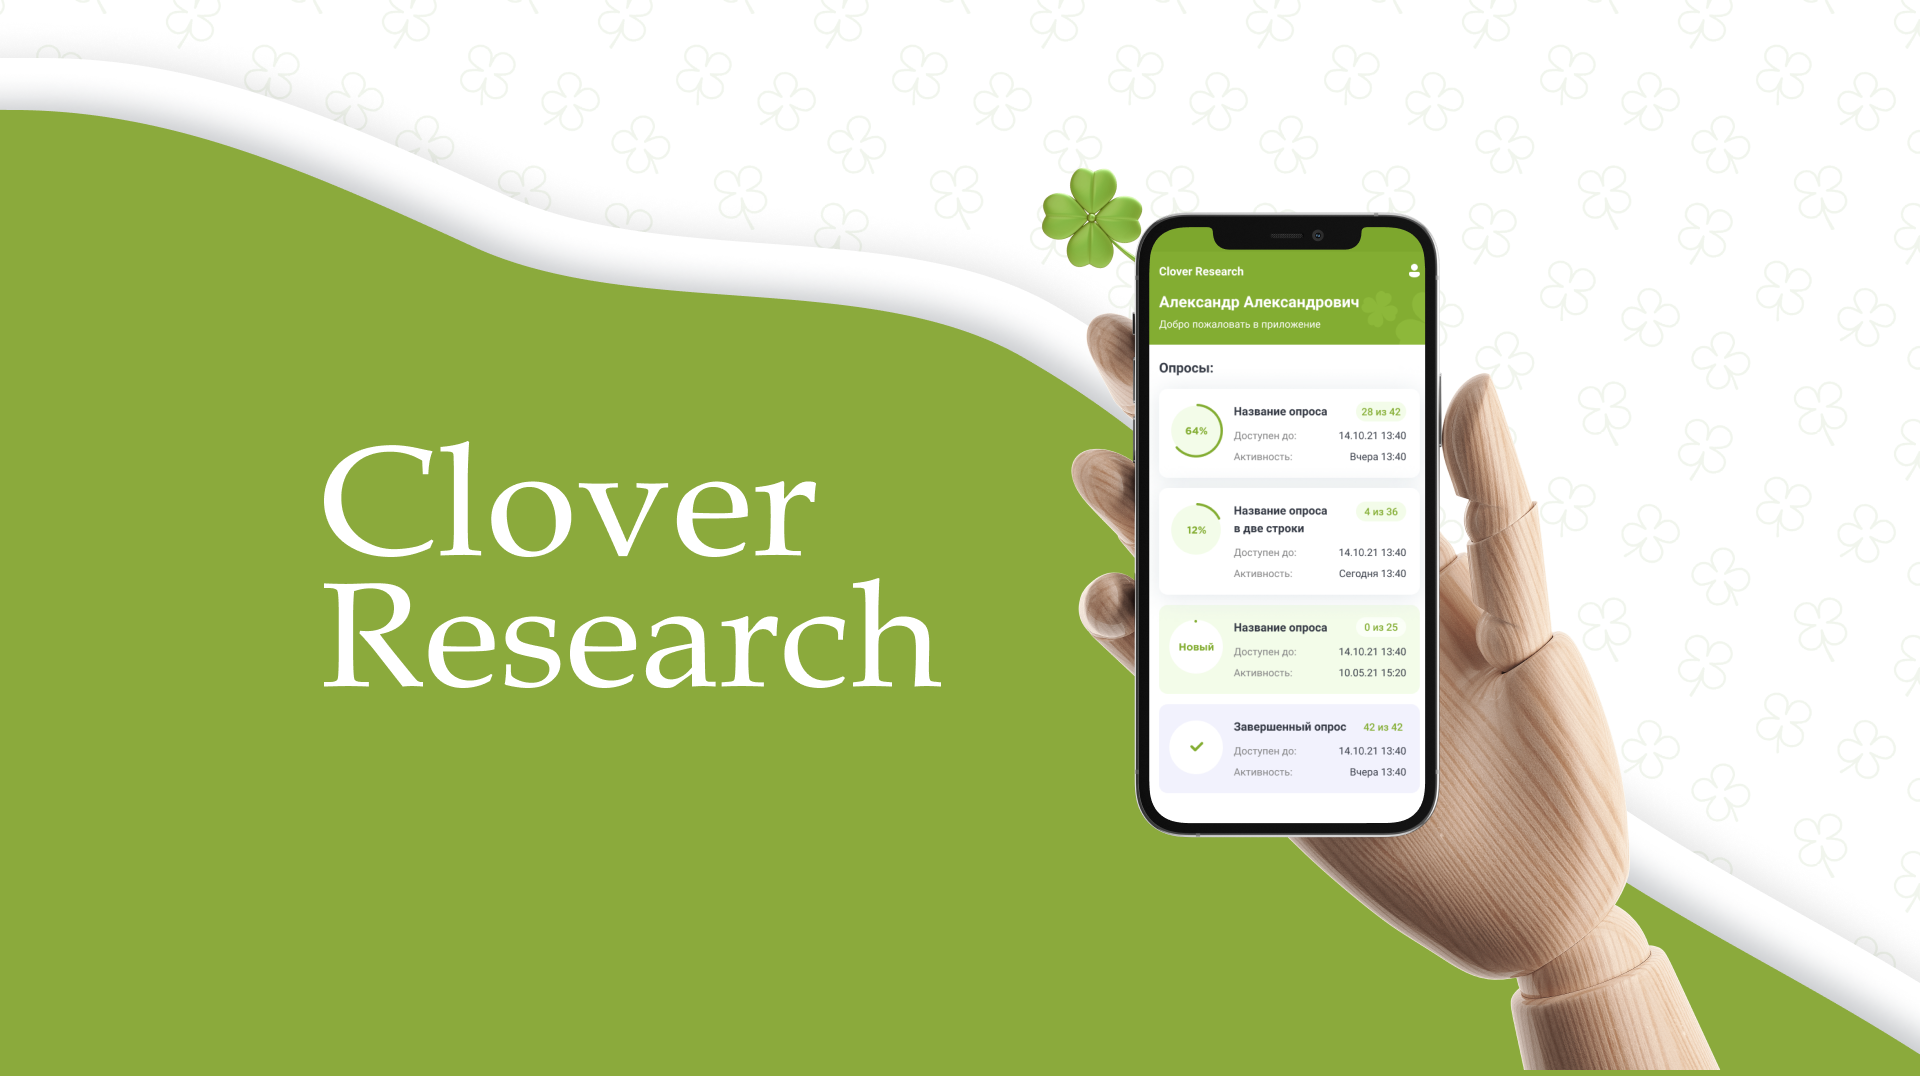 Clover
Research
Clover Research
Александр Александрович
Добро пожаловать в приложение
Опросы:
64%
Название опроса 28 из 42
Доступен до: 14.10.21 13:40
Активность: Вчера 13:40
12%
Название опроса 4 из 36
в две строки
Доступен до: 14.10.21 13:40
Активность: Сегодня 13:40
Новый
Название опроса 0 из 25
Доступен до: 14.10.21 13:40
Активность: 10.05.21 15:20
Завершенный опрос 42 из 42
Доступен до: 14.10.21 13:40
Активность: Вчера 13:40